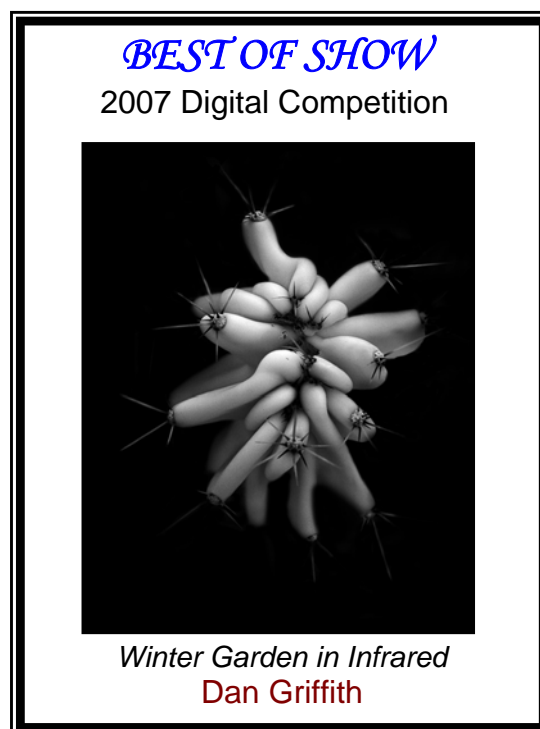 BEST OF SHOW
2007 Digital Competition
Winter Garden in Infrared
Dan Griffith